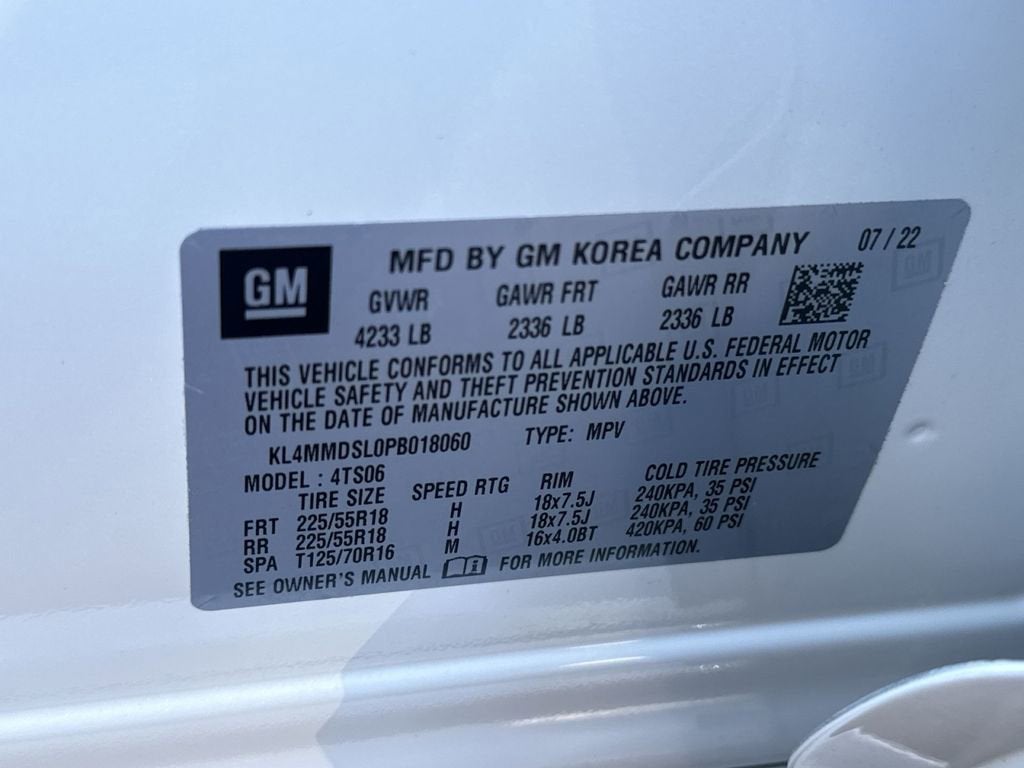 GM
MFD BY GM KOREA COMPANY 07 / 22
GVWR GAWR FRT GAWR RR
4233 LB 2336 LB 2336 LB
THIS VEHICLE CONFORMS TO ALL APPLICABLE U.S. FEDERAL MOTOR
VEHICLE SAFETY AND THEFT PREVENTION STANDARDS IN EFFECT
ON THE DATE OF MANUFACTURE SHOWN ABOVE.
KL4MMDSL0PB018060 TYPE: MPV
MODEL : 4TS06
TIRE SIZE SPEED RTG RIM COLD TIRE PRESSURE
FRT 225/55R18 H 18x7.5J 240KPA, 35 PSI
RR 225/55R18 H 18x7.5J 240KPA, 35 PSI
SPA T125/70R16 M 16x4.0BT 420KPA, 60 PSI
SEE OWNER'S MANUAL FOR MORE INFORMATION.